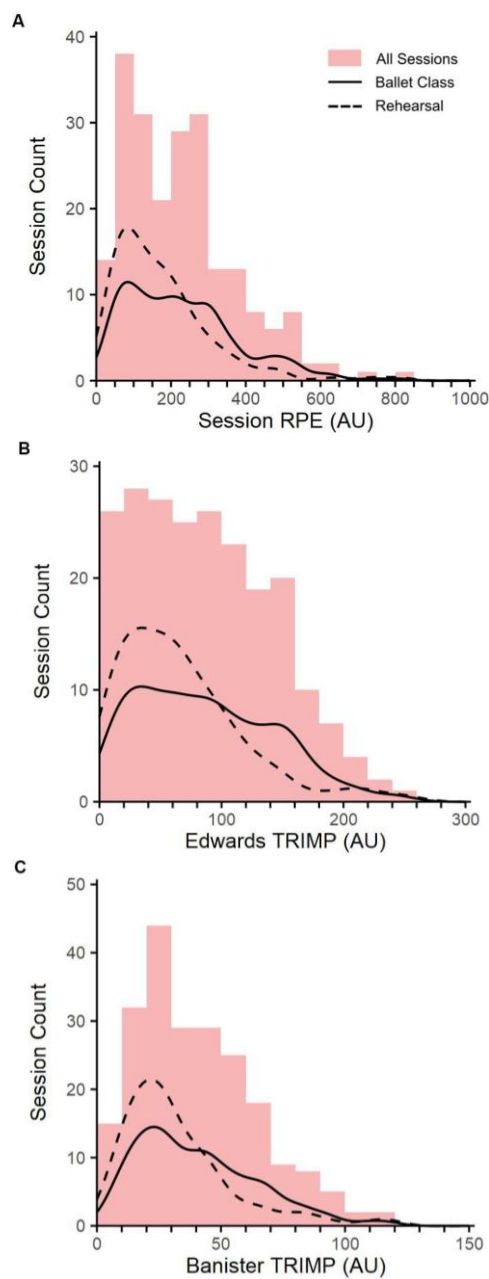 A
40
30
20
10
0
Session Count
All Sessions
Ballet Class
Rehearsal
0 200 400 600 800 1000
Session RPE (AU)
B
30
20
10
0
Session Count
0 100 200 300
Edwards TRIMP (AU)
C
50
40
30
20
10
0
Session Count
0 50 100 150
Banister TRIMP (AU)